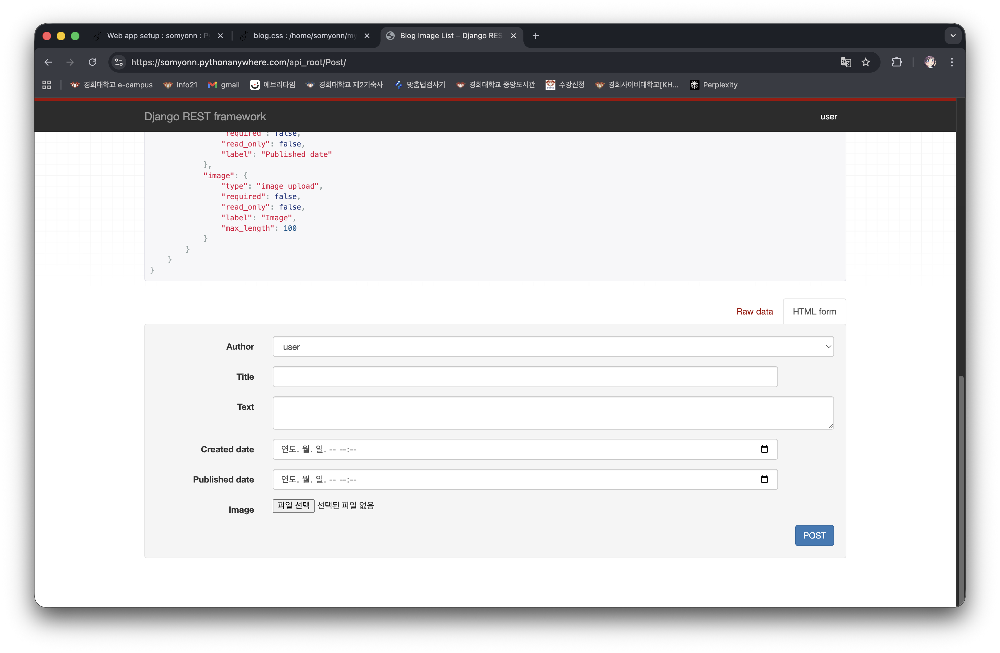 Web app setup : somyonn : Py
blog.css : /home/somyonn/my
Blog Image List – Django RES
https://somyonn.pythonanywhere.com/api_root/Post/
경희대학교 e-campus
info21
gmail
에브리타임
경희대학교 제2기숙사
맞춤법검사기
경희대학교 중앙도서관
수강신청
경희사이버대학교[KH...
Perplexity
Django REST framework
user
"required": false,
"read_only": false,
"label": "Published date"
},
"image": {
"type": "image upload",
"required": false,
"read_only": false,
"label": "Image",
"max_length": 100
}
}
}
}
Raw data
HTML form
Author
user
Title
Text
Created date
연도. 월. 일. -- --:--
Published date
연도. 월. 일. -- --:--
Image
파일 선택 선택된 파일 없음
POST